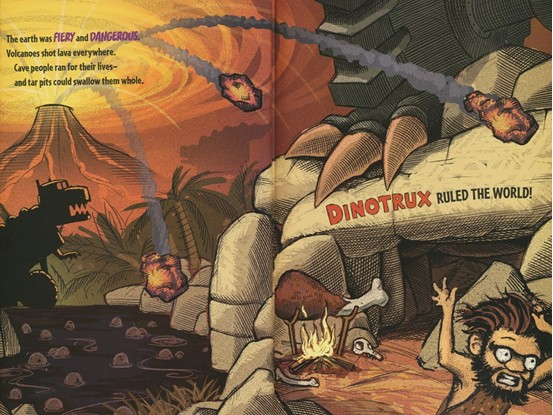 The earth was FIERY and DANGEROUS.
Volcanoes shot lava everywhere.
Cave people ran for their lives—
and tar pits could swallow them whole.
DINOTRUX RULED THE WORLD!